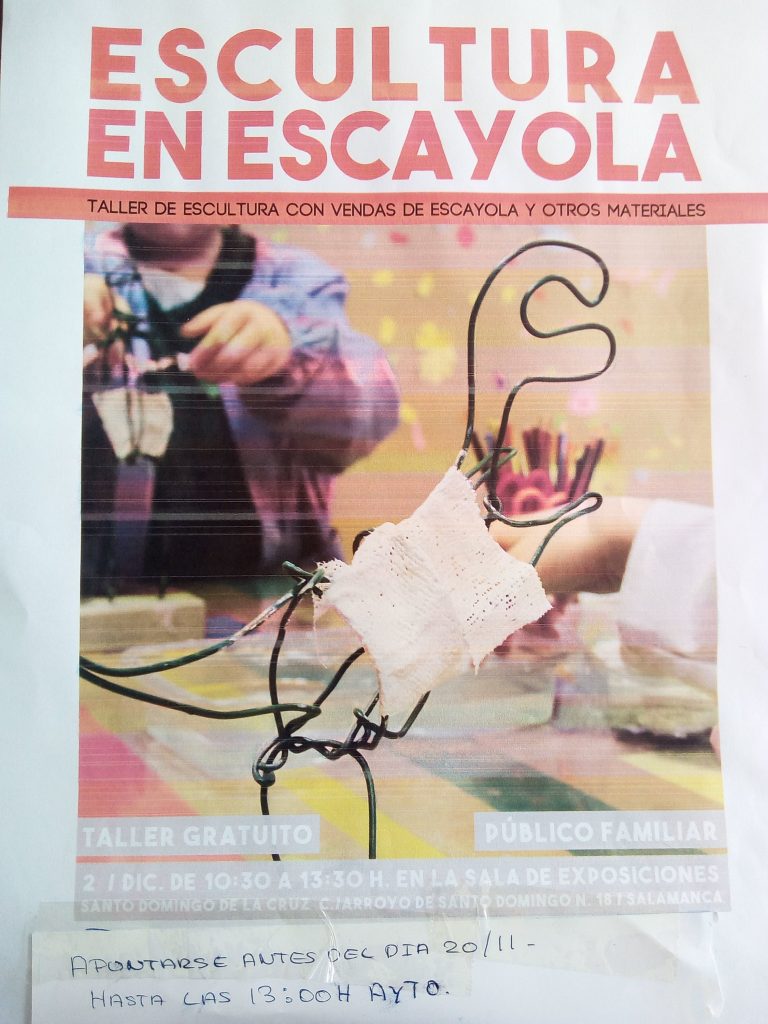 ESCULTURA
EN ESCAYOLA
TALLER DE ESCULTURA CON VENDAS DE ESCAYOLA Y OTROS MATERIALES
TALLER GRATUITO
PÚBLICO FAMILIAR
2 / DIC. DE 10:30 A 13:30 H. EN LA SALA DE EXPOSICIONES
SANTO DOMINGO DE LA CRUZ C./ARROYO DE SANTO DOMINGO N. 18 / SALAMANCA
APUNTARSE ANTES DEL DIA 20/11 -
HASTA LAS 13:00H AYTO.